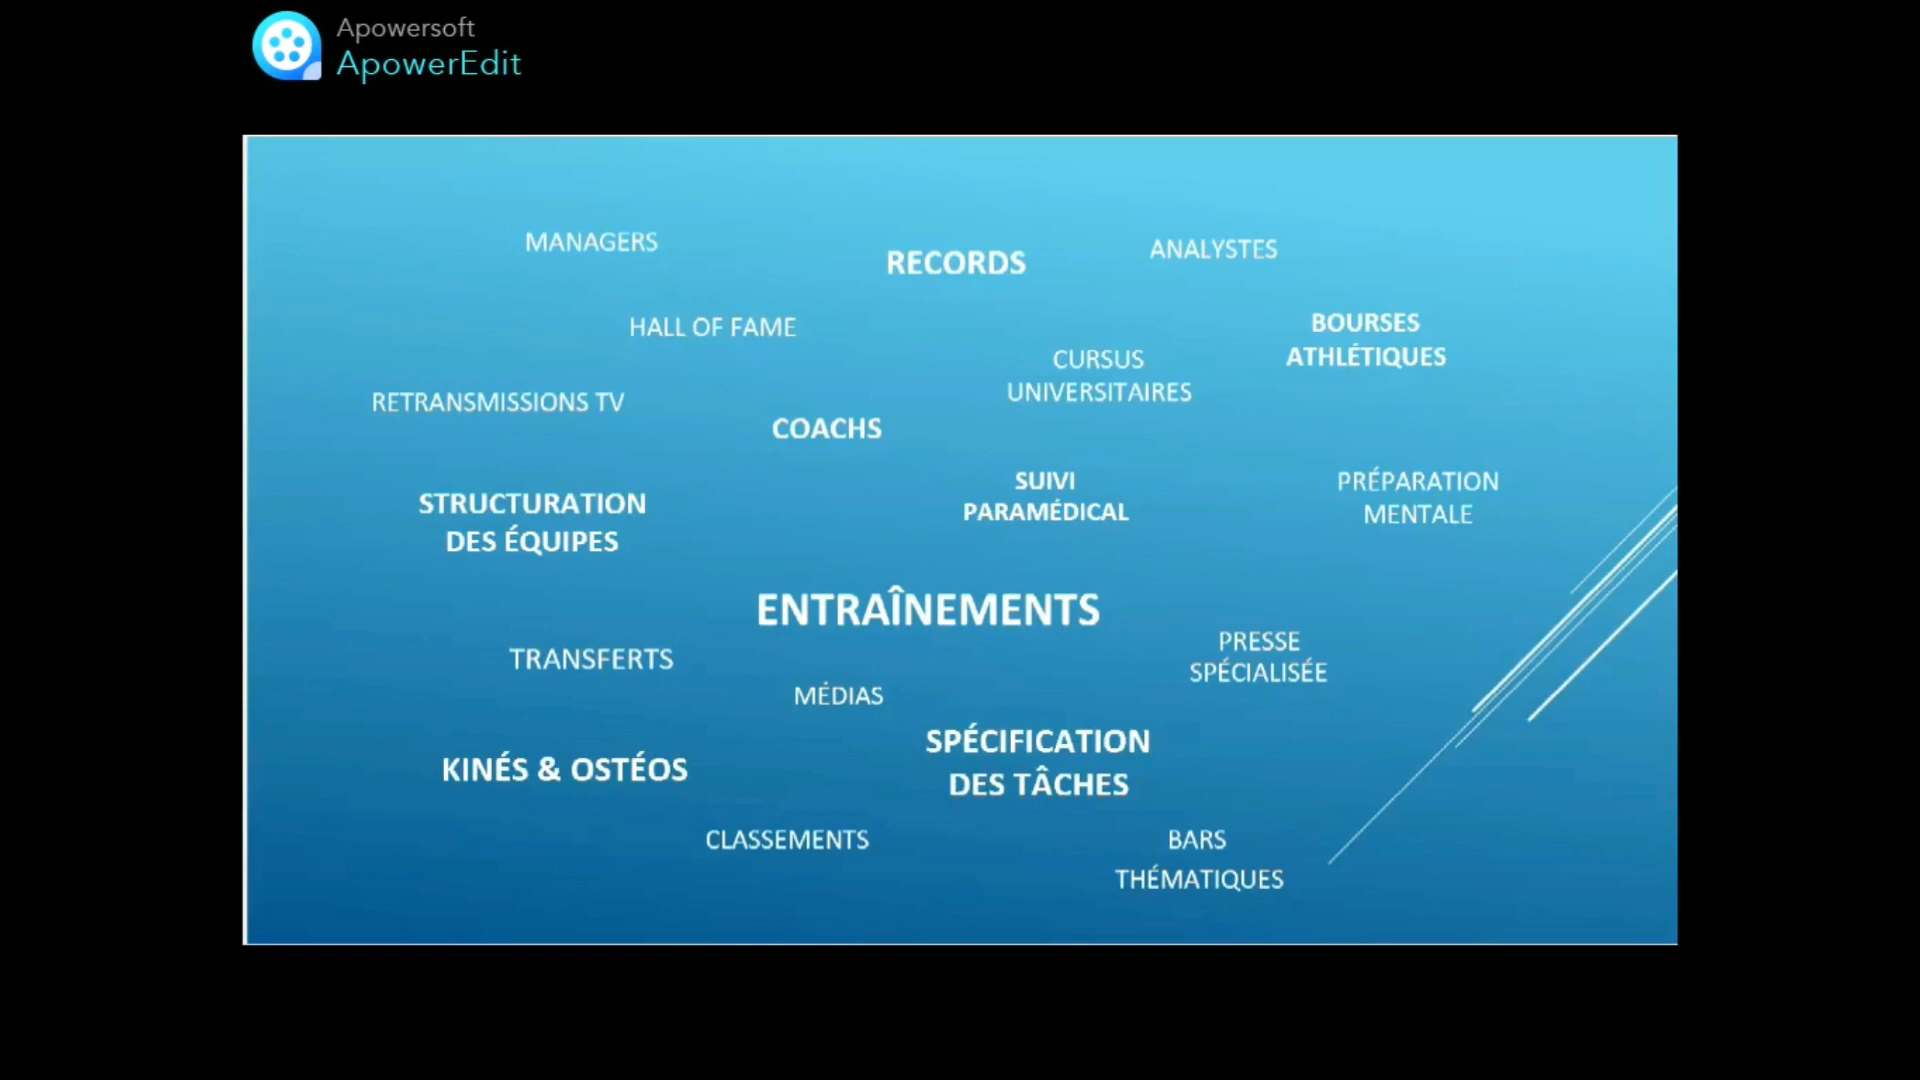 Apowersoft
ApowerEdit
MANAGERS
RECORDS
ANALYSTES
HALL OF FAME
BOURSES
ATHLÉTIQUES
CURSUS
UNIVERSITAIRES
RETRANSMISSIONS TV
COACHS
SUIVI
PARAMÉDICAL
PRÉPARATION
MENTALE
STRUCTURATION
DES ÉQUIPES
ENTRAÎNEMENTS
TRANSFERTS
PRESSE
SPÉCIALISÉE
MÉDIAS
SPÉCIFICATION
DES TÂCHES
KINÉS & OSTÉOS
CLASSEMENTS
BARS
THÉMATIQUES